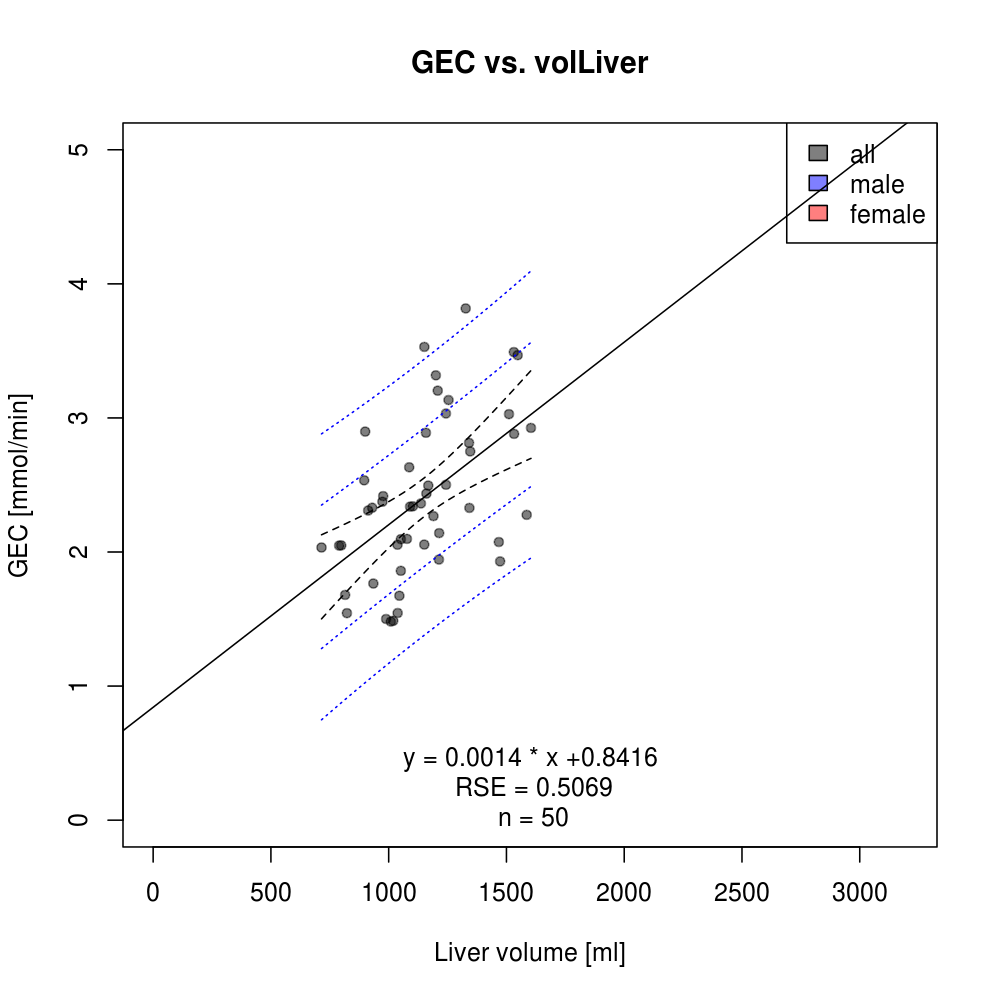 GEC vs. volLiver
all
male
female
GEC [mmol/min]
5
4
3
2
1
0
y = 0.0014 * x +0.8416
RSE = 0.5069
n = 50
0 500 1000 1500 2000 2500 3000
Liver volume [ml]